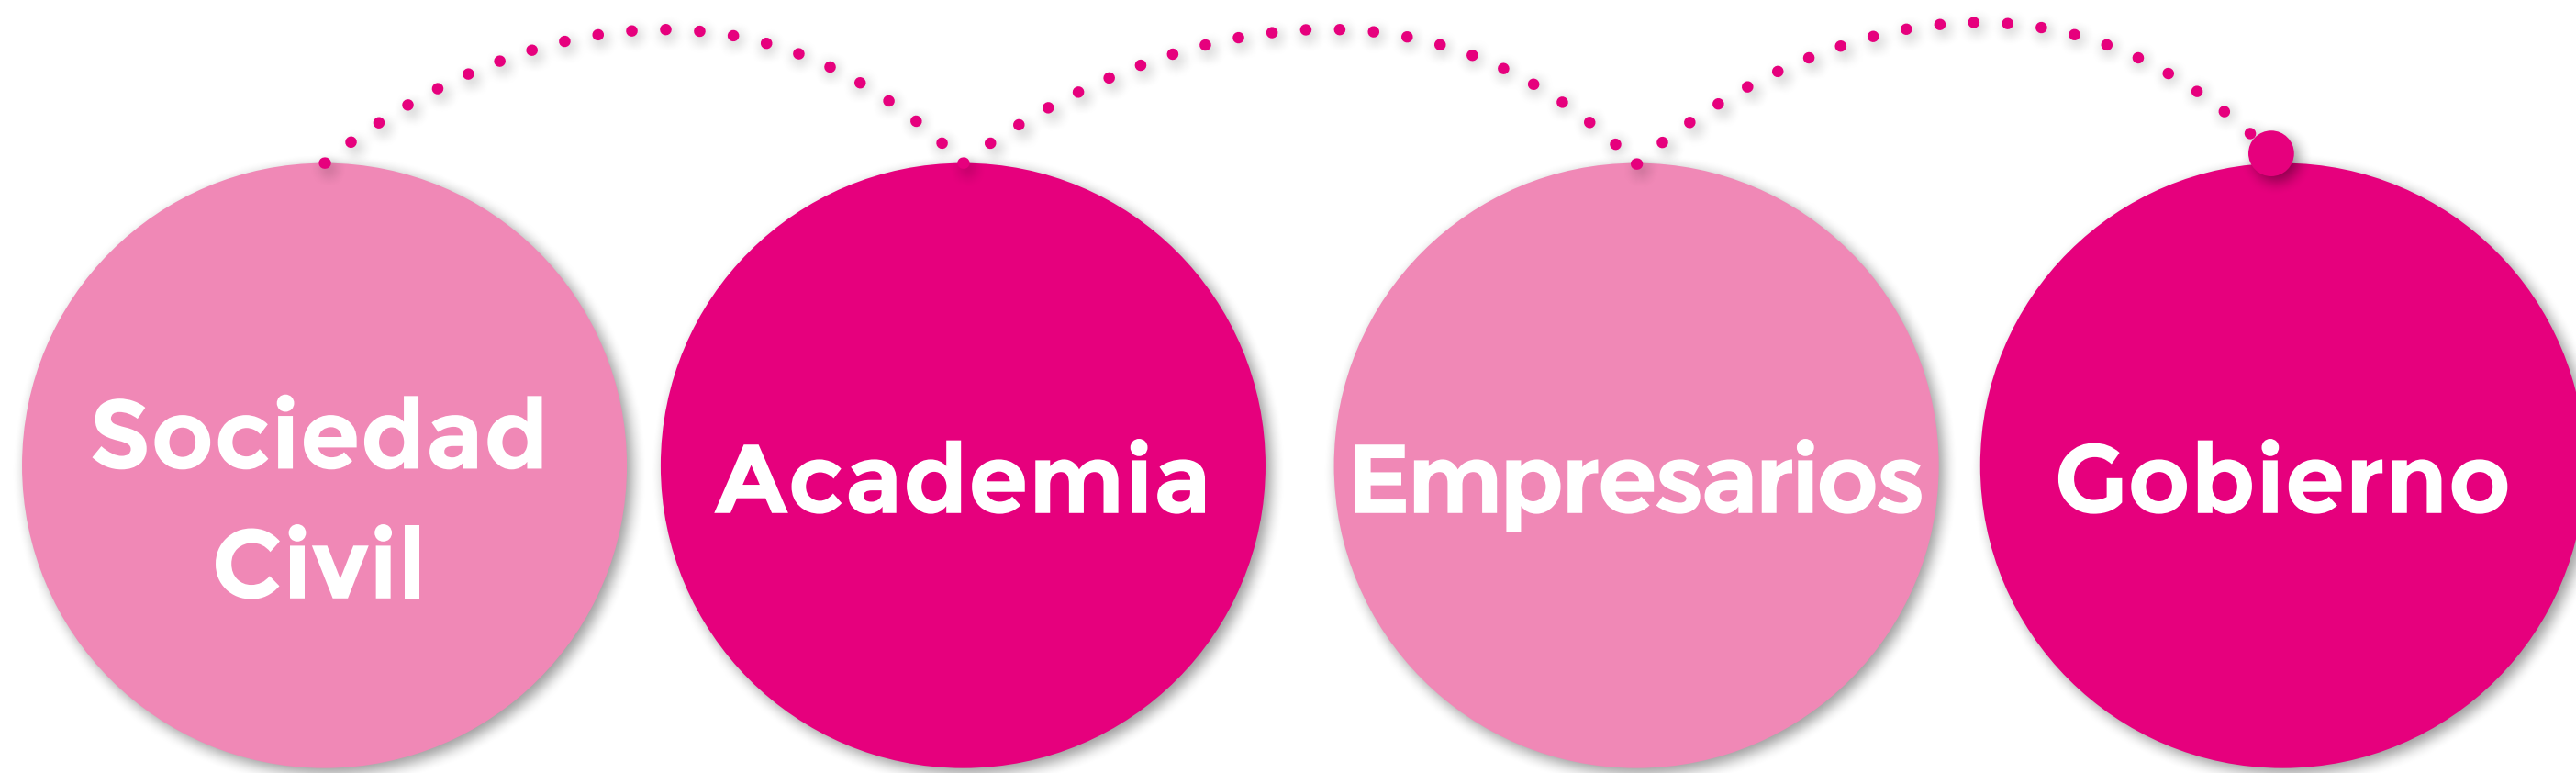 Sociedad
Civil
Academia
Empresarios
Gobierno